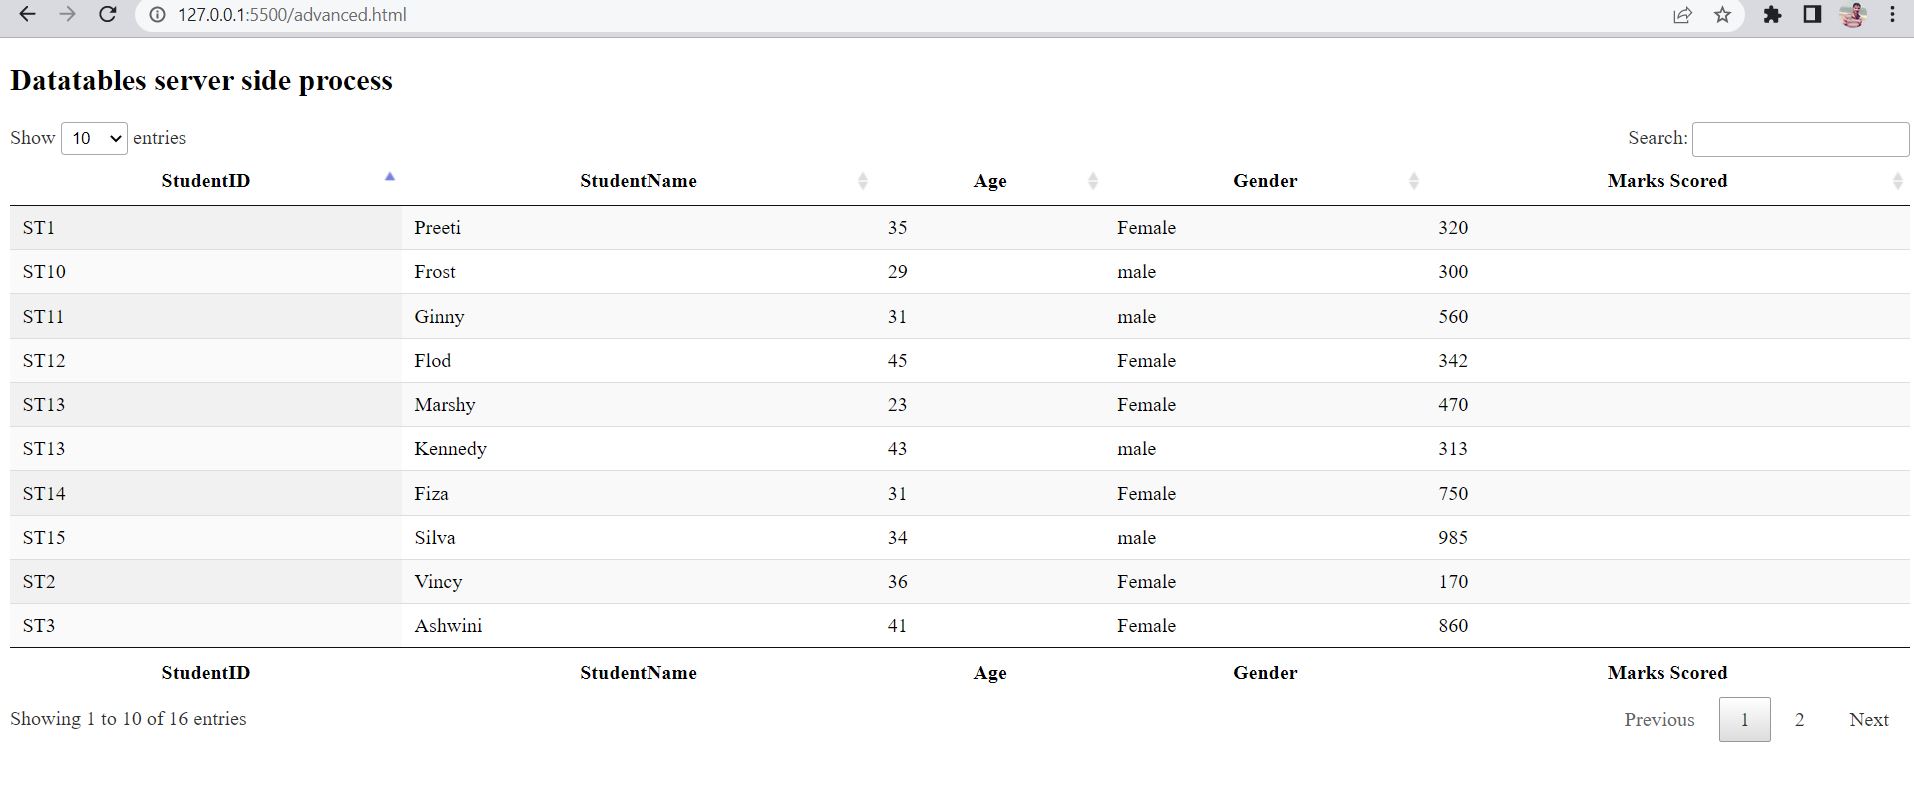 127.0.0.1:5500/advanced.html
Datatables server side process
Show 10 entries Search:
StudentID StudentName Age Gender Marks Scored
ST1 Preeti 35 Female 320
ST10 Frost 29 male 300
ST11 Ginny 31 male 560
ST12 Flod 45 Female 342
ST13 Marshy 23 Female 470
ST13 Kennedy 43 male 313
ST14 Fiza 31 Female 750
ST15 Silva 34 male 985
ST2 Vincy 36 Female 170
ST3 Ashwini 41 Female 860
StudentID StudentName Age Gender Marks Scored
Showing 1 to 10 of 16 entries Previous 1 2 Next